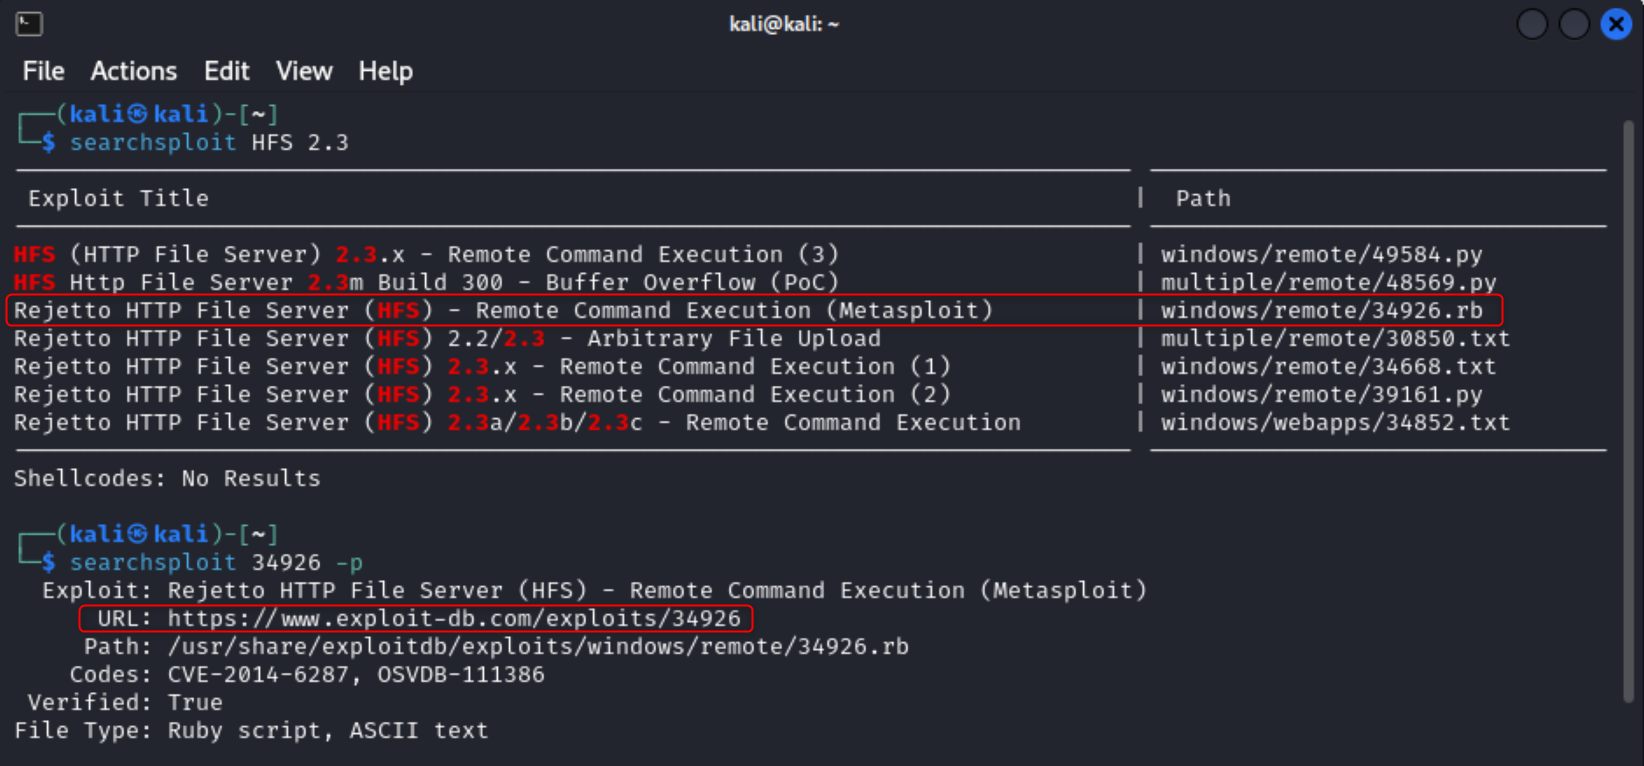 kali@kali: ~
File Actions Edit View Help
(kali㉿kali)-[~]
$ searchsploit HFS 2.3
Exploit Title | Path
HFS (HTTP File Server) 2.3.x - Remote Command Execution (3) | windows/remote/49584.py
HFS Http File Server 2.3m Build 300 - Buffer Overflow (PoC) | multiple/remote/48569.py
Rejetto HTTP File Server (HFS) - Remote Command Execution (Metasploit) | windows/remote/34926.rb
Rejetto HTTP File Server (HFS) 2.2/2.3 - Arbitrary File Upload | multiple/remote/30850.txt
Rejetto HTTP File Server (HFS) 2.3.x - Remote Command Execution (1) | windows/remote/34668.txt
Rejetto HTTP File Server (HFS) 2.3.x - Remote Command Execution (2) | windows/remote/39161.py
Rejetto HTTP File Server (HFS) 2.3a/2.3b/2.3c - Remote Command Execution | windows/webapps/34852.txt
Shellcodes: No Results
(kali㉿kali)-[~]
$ searchsploit 34926 -p
Exploit: Rejetto HTTP File Server (HFS) - Remote Command Execution (Metasploit)
URL: https://www.exploit-db.com/exploits/34926
Path: /usr/share/exploitdb/exploits/windows/remote/34926.rb
Codes: CVE-2014-6287, OSVDB-111386
Verified: True
File Type: Ruby script, ASCII text